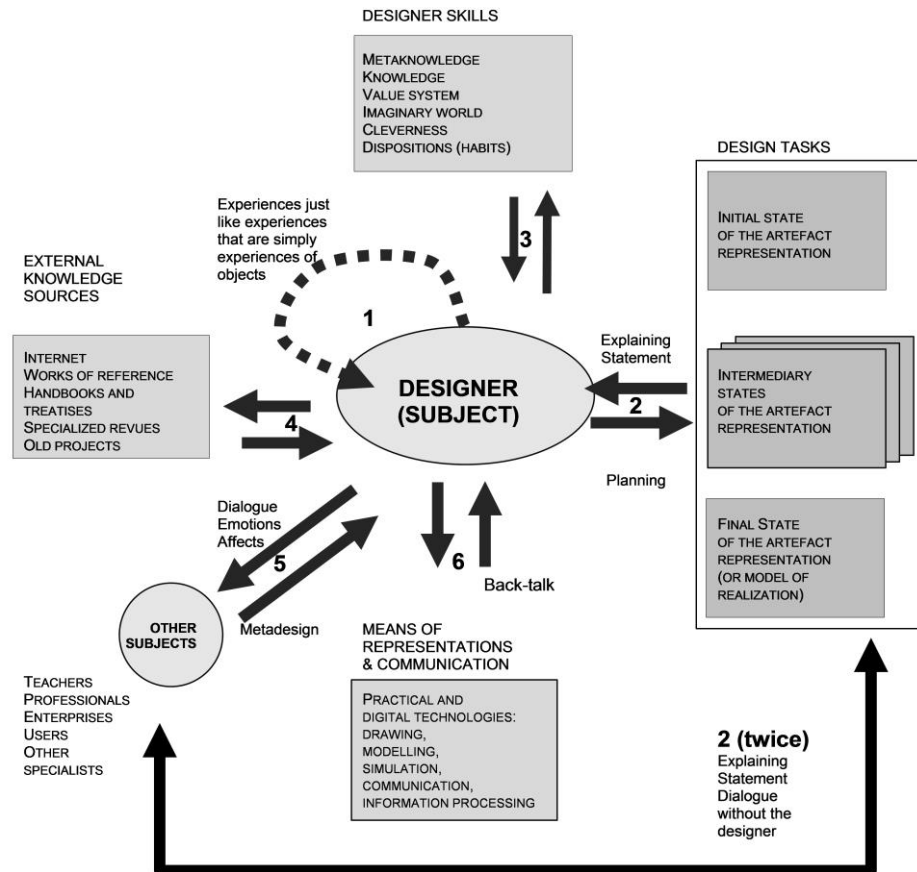 DESIGNER SKILLS
METAKNOWLEDGE
KNOWLEDGE
VALUE SYSTEM
IMAGINARY WORLD
CLEVERNESS
DISPOSITIONS (HABITS)
DESIGN TASKS
INITIAL STATE
OF THE ARTEFACT
REPRESENTATION
INTERMEDIARY
STATES
OF THE ARTEFACT
REPRESENTATION
FINAL STATE
OF THE ARTEFACT
REPRESENTATION
(OR MODEL OF
REALIZATION)
3
Experiences just
like experiences
that are simply
experiences of
objects
1
EXTERNAL
KNOWLEDGE
SOURCES
INTERNET
WORKS OF REFERENCE
HANDBOOKS AND
TREATISES
SPECIALIZED REVUES
OLD PROJECTS
4
DESIGNER
(SUBJECT)
Explaining
Statement
2
Planning
Dialogue
Emotions
Affects
5
Metadesign
6
Back-talk
OTHER
SUBJECTS
TEACHERS
PROFESSIONALS
ENTERPRISES
USERS
OTHER
SPECIALISTS
MEANS OF
REPRESENTATIONS
& COMMUNICATION
PRACTICAL AND
DIGITAL TECHNOLOGIES:
DRAWING,
MODELLING,
SIMULATION,
COMMUNICATION,
INFORMATION PROCESSING
2 (twice)
Explaining
Statement
Dialogue
without the
designer